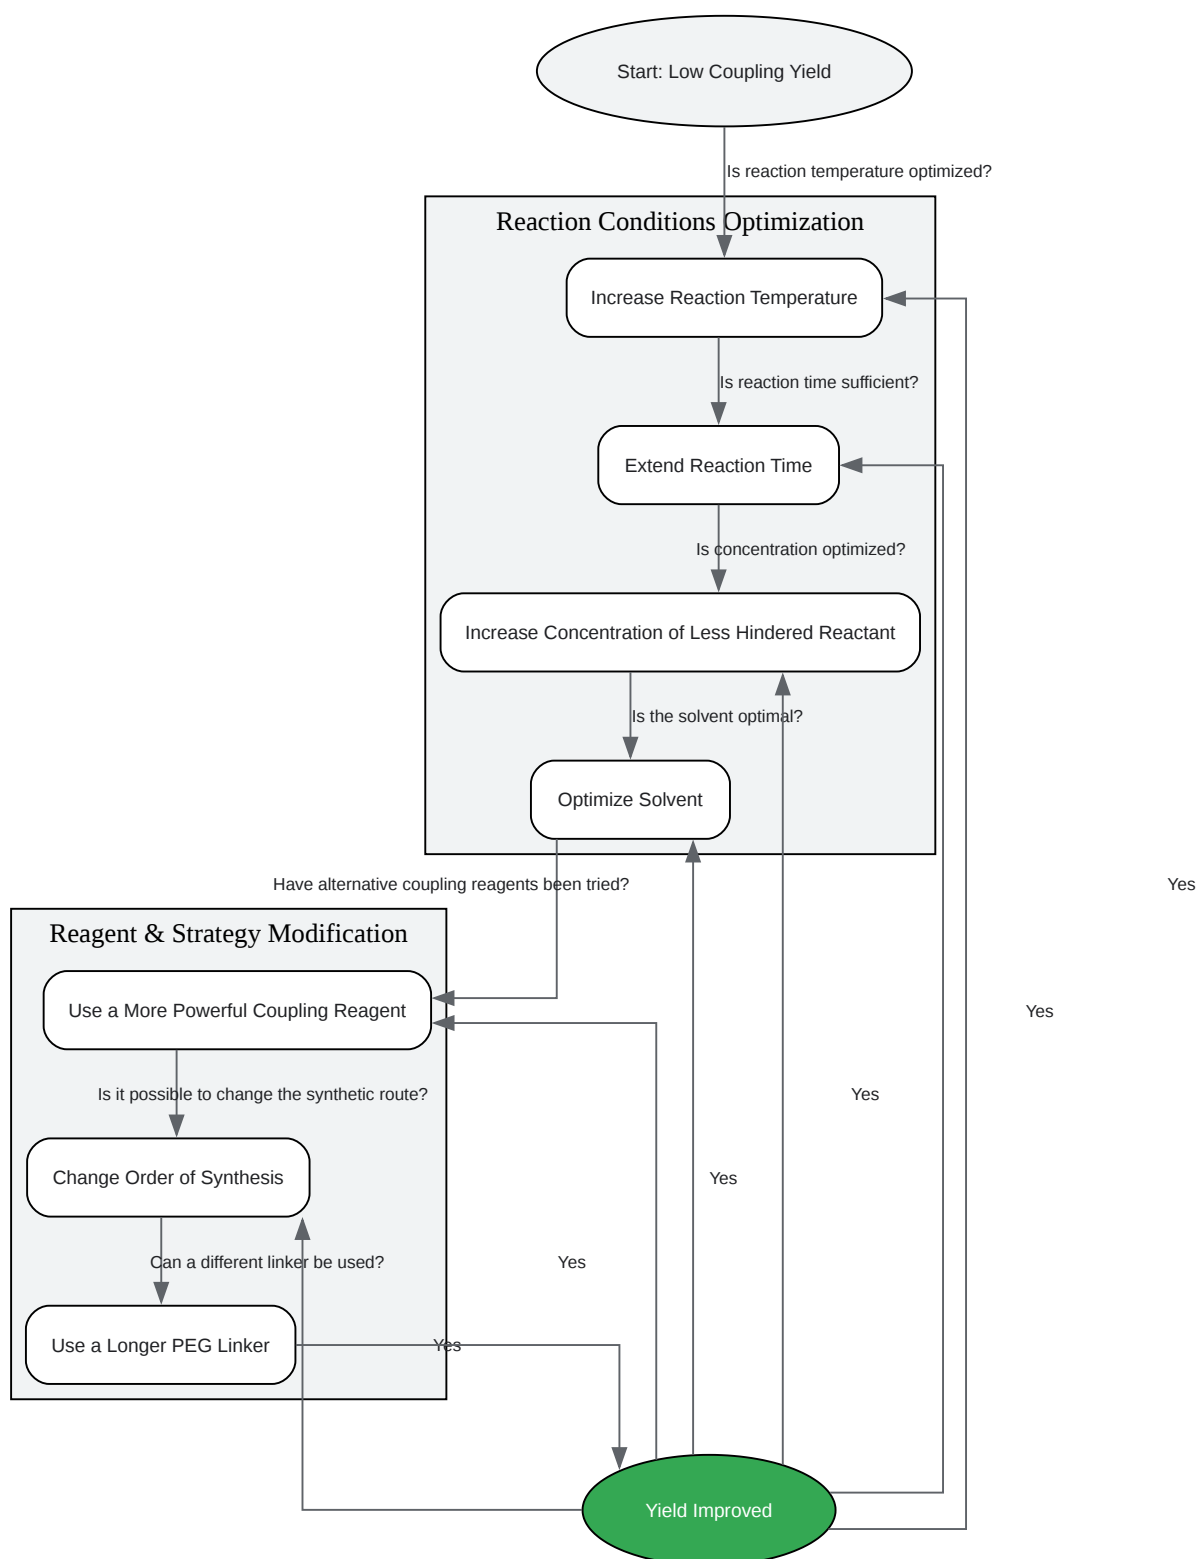 Start: Low Coupling Yield
Is reaction temperature optimized?
Reaction Conditions Optimization
Increase Reaction Temperature
Is reaction time sufficient?
Extend Reaction Time
Is concentration optimized?
Increase Concentration of Less Hindered Reactant
Is the solvent optimal?
Optimize Solvent
Have alternative coupling reagents been tried?
Yes
Reagent & Strategy Modification
Use a More Powerful Coupling Reagent
Yes
Is it possible to change the synthetic route?
Yes
Change Order of Synthesis
Yes
Can a different linker be used?
Yes
Use a Longer PEG Linker
Yes
Yield Improved